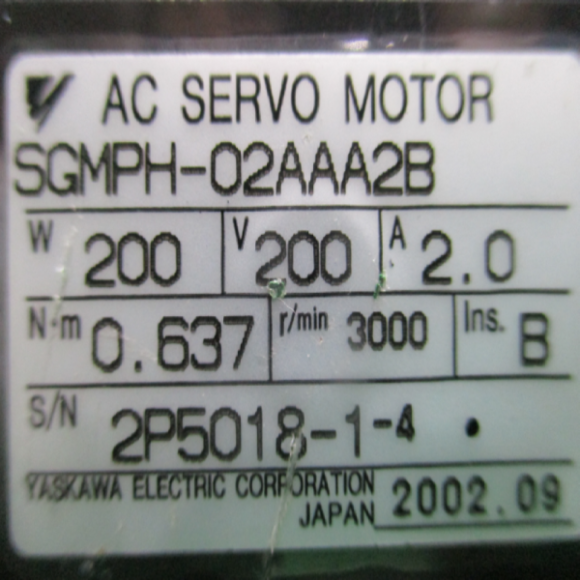 AC SERVO MOTOR
SGMPH-02AAA2B
W 200 V 200 A 2.0
N·m 0.637 r/min 3000 Ins. B
S/N 2P5018-1-4
YASKAWA ELECTRIC CORPORATION
JAPAN 2002.09